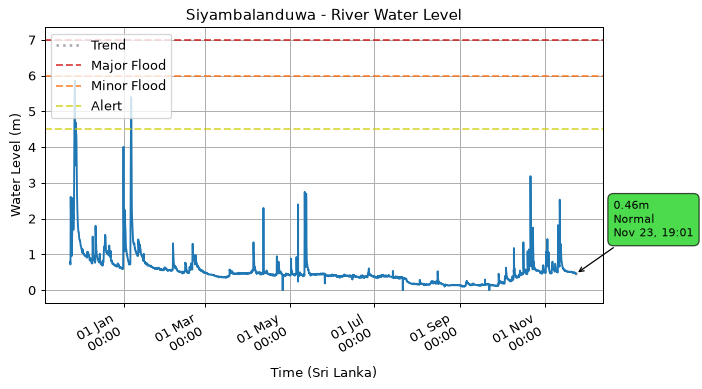 Siyambalanduwa - River Water Level
Trend
Major Flood
Minor Flood
Alert
Water Level (m)
7
6
5
4
3
2
1
0
0.46m
Normal
Nov 23, 19:01
01 Jan
00:00
01 Mar
00:00
01 May
00:00
01 Jul
00:00
01 Sep
00:00
01 Nov
00:00
Time (Sri Lanka)